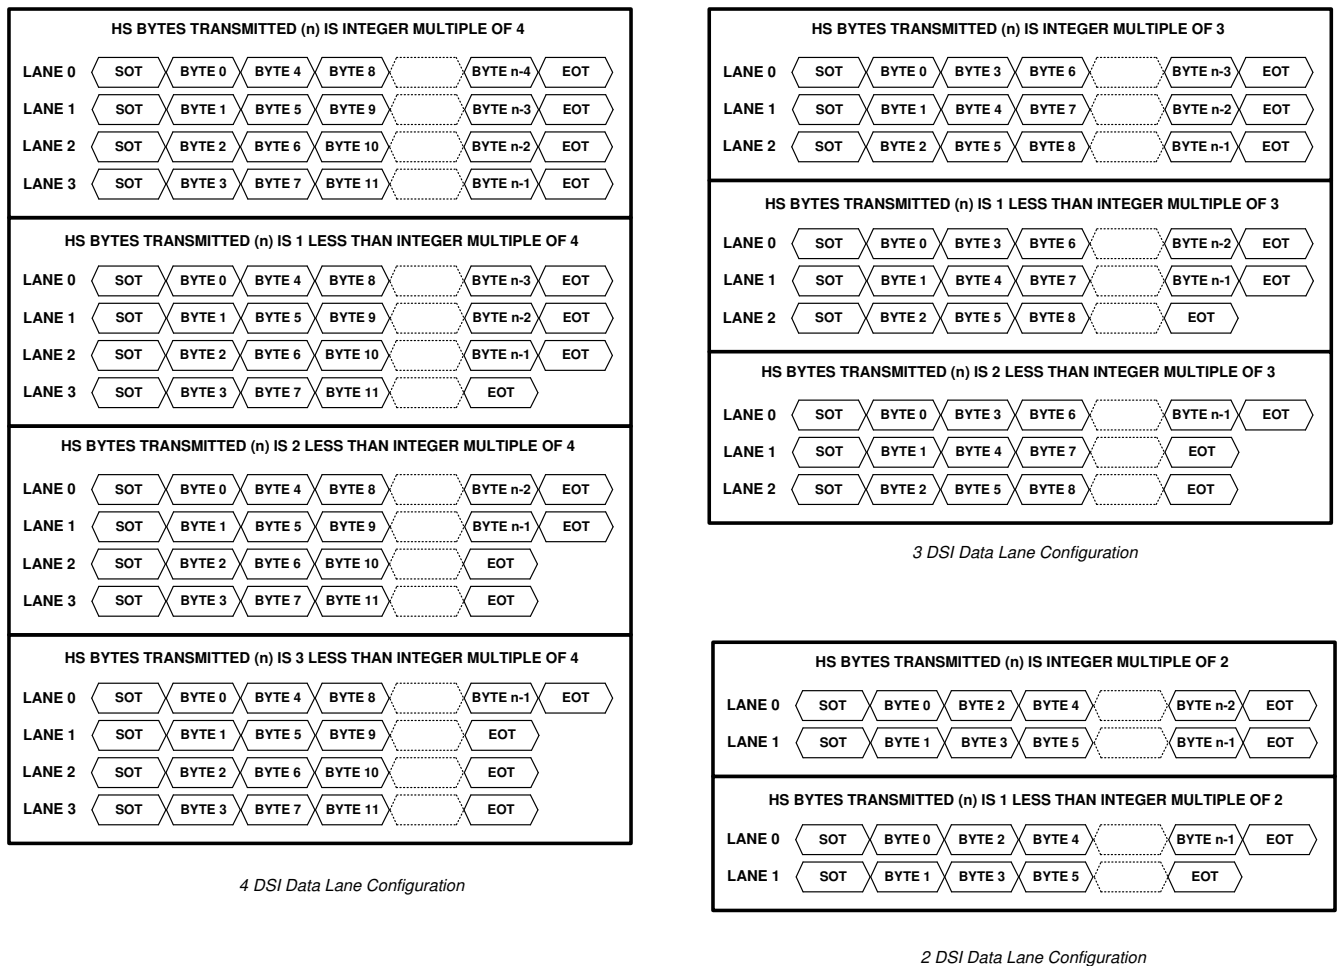 HS BYTES TRANSMITTED (n) IS INTEGER MULTIPLE OF 4
LANE 0 SOT BYTE 0 BYTE 4 BYTE 8 BYTE n-4 EOT
LANE 1 SOT BYTE 1 BYTE 5 BYTE 9 BYTE n-3 EOT
LANE 2 SOT BYTE 2 BYTE 6 BYTE 10 BYTE n-2 EOT
LANE 3 SOT BYTE 3 BYTE 7 BYTE 11 BYTE n-1 EOT
HS BYTES TRANSMITTED (n) IS 1 LESS THAN INTEGER MULTIPLE OF 4
LANE 0 SOT BYTE 0 BYTE 4 BYTE 8 BYTE n-3 EOT
LANE 1 SOT BYTE 1 BYTE 5 BYTE 9 BYTE n-2 EOT
LANE 2 SOT BYTE 2 BYTE 6 BYTE 10 BYTE n-1 EOT
LANE 3 SOT BYTE 3 BYTE 7 BYTE 11 EOT
HS BYTES TRANSMITTED (n) IS 2 LESS THAN INTEGER MULTIPLE OF 4
LANE 0 SOT BYTE 0 BYTE 4 BYTE 8 BYTE n-2 EOT
LANE 1 SOT BYTE 1 BYTE 5 BYTE 9 BYTE n-1 EOT
LANE 2 SOT BYTE 2 BYTE 6 BYTE 10 EOT
LANE 3 SOT BYTE 3 BYTE 7 BYTE 11 EOT
HS BYTES TRANSMITTED (n) IS 3 LESS THAN INTEGER MULTIPLE OF 4
LANE 0 SOT BYTE 0 BYTE 4 BYTE 8 BYTE n-1 EOT
LANE 1 SOT BYTE 1 BYTE 5 BYTE 9 EOT
LANE 2 SOT BYTE 2 BYTE 6 BYTE 10 EOT
LANE 3 SOT BYTE 3 BYTE 7 BYTE 11 EOT
4 DSI Data Lane Configuration
HS BYTES TRANSMITTED (n) IS INTEGER MULTIPLE OF 3
LANE 0 SOT BYTE 0 BYTE 3 BYTE 6 BYTE n-3 EOT
LANE 1 SOT BYTE 1 BYTE 4 BYTE 7 BYTE n-2 EOT
LANE 2 SOT BYTE 2 BYTE 5 BYTE 8 BYTE n-1 EOT
HS BYTES TRANSMITTED (n) IS 1 LESS THAN INTEGER MULTIPLE OF 3
LANE 0 SOT BYTE 0 BYTE 3 BYTE 6 BYTE n-2 EOT
LANE 1 SOT BYTE 1 BYTE 4 BYTE 7 BYTE n-1 EOT
LANE 2 SOT BYTE 2 BYTE 5 BYTE 8 EOT
HS BYTES TRANSMITTED (n) IS 2 LESS THAN INTEGER MULTIPLE OF 3
LANE 0 SOT BYTE 0 BYTE 3 BYTE 6 BYTE n-1 EOT
LANE 1 SOT BYTE 1 BYTE 4 BYTE 7 EOT
LANE 2 SOT BYTE 2 BYTE 5 BYTE 8 EOT
3 DSI Data Lane Configuration
HS BYTES TRANSMITTED (n) IS INTEGER MULTIPLE OF 2
LANE 0 SOT BYTE 0 BYTE 2 BYTE 4 BYTE n-2 EOT
LANE 1 SOT BYTE 1 BYTE 3 BYTE 5 BYTE n-1 EOT
HS BYTES TRANSMITTED (n) IS 1 LESS THAN INTEGER MULTIPLE OF 2
LANE 0 SOT BYTE 0 BYTE 2 BYTE 4 BYTE n-1 EOT
LANE 1 SOT BYTE 1 BYTE 3 BYTE 5 EOT
2 DSI Data Lane Configuration